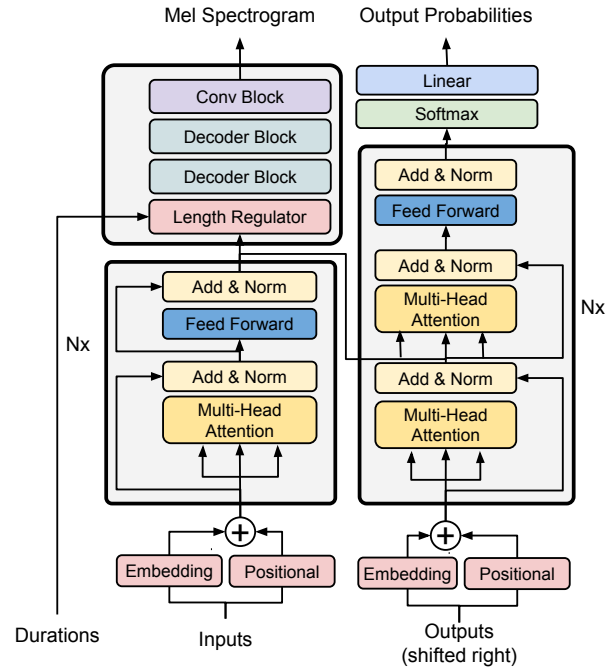 Mel Spectrogram
Output Probabilities
Conv Block
Decoder Block
Decoder Block
Length Regulator
Add & Norm
Feed Forward
Nx
Add & Norm
Multi-Head
Attention
Embedding
Positional
Durations
Inputs
Linear
Softmax
Add & Norm
Feed Forward
Add & Norm
Multi-Head
Attention
Nx
Add & Norm
Multi-Head
Attention
Embedding
Positional
Outputs
(shifted right)